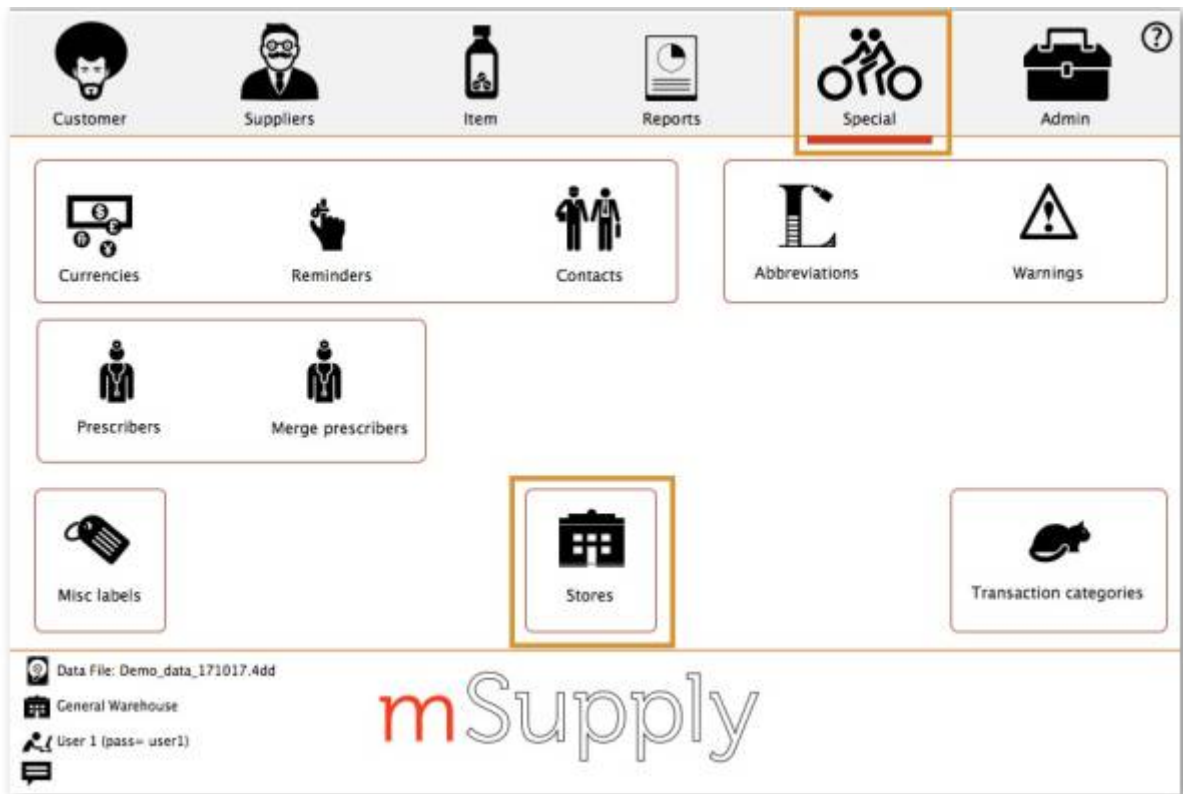 Customer
Suppliers
Item
Reports
Special
Admin
?
Currencies
Reminders
Contacts
Abbreviations
Warnings
Prescribers
Merge prescribers
Misc labels
Stores
Transaction categories
Data File: Demo_data_171017.4dd
General Warehouse
User 1 (pass= user1)
mSupply